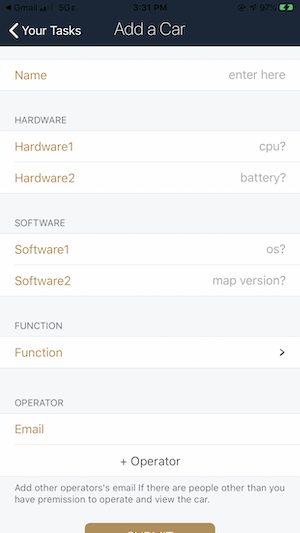 Gmail 5G 3:31 PM 97%
Your Tasks Add a Car
Name enter here
HARDWARE
Hardware1 cpu?
Hardware2 battery?
SOFTWARE
Software1 os?
Software2 map version?
FUNCTION
Function
OPERATOR
Email
+ Operator
Add other operators's email If there are people other than you
have premission to operate and view the car.
SUBMIT